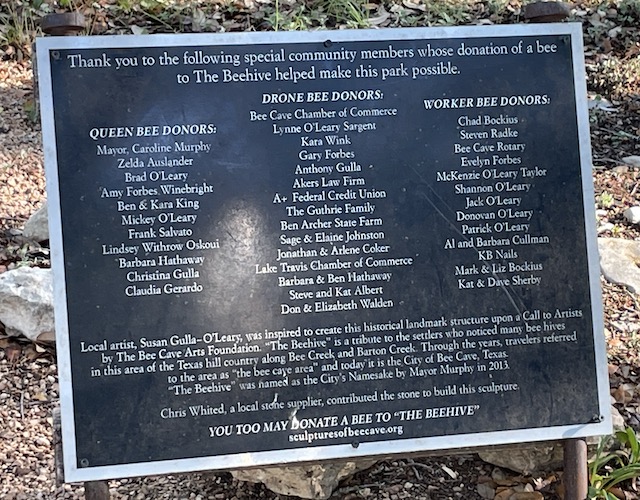 Thank you to the following special community members whose donation of a bee
to The Beehive helped make this park possible.
QUEEN BEE DONORS:
Mayor, Caroline Murphy
Zelda Auslander
Brad O'Leary
Amy Forbes Winebright
Ben & Kara King
Mickey O'Leary
Frank Salvato
Lindsey Withrow Oskoui
Barbara Hathaway
Christina Gulla
Claudia Gerardo
DRONE BEE DONORS:
Bee Cave Chamber of Commerce
Lynne O'Leary Sargent
Kara Wink
Gary Forbes
Anthony Gulla
Akers Law Firm
A+ Federal Credit Union
The Guthrie Family
Ben Archer State Farm
Sage & Elaine Johnston
Jonathan & Arlene Coker
Lake Travis Chamber of Commerce
Barbara & Ben Hathaway
Steve and Kat Albert
Don & Elizabeth Walden
WORKER BEE DONORS:
Chad Bockius
Steven Radke
Bee Cave Rotary
Evelyn Forbes
McKenzie O'Leary Taylor
Shannon O'Leary
Jack O'Leary
Donovan O'Leary
Patrick O'Leary
Al and Barbara Cullman
KB Nails
Mark & Liz Bockius
Kat & Dave Sherby
Local artist, Susan Gulla–O'Leary, was inspired to create this historical landmark structure upon a Call to Artists
by The Bee Cave Arts Foundation. "The Beehive" is a tribute to the settlers who noticed many bee hives
in this area of the Texas hill country along Bee Creek and Barton Creek. Through the years, travelers referred
to the area as "the bee cave area" and today it is the City of Bee Cave, Texas.
"The Beehive" was named as the City's Namesake by Mayor Murphy in 2013.
Chris Whited, a local stone supplier, contributed the stone to build this sculpture.
YOU TOO MAY DONATE A BEE TO "THE BEEHIVE"
sculpturesofbeecave.org